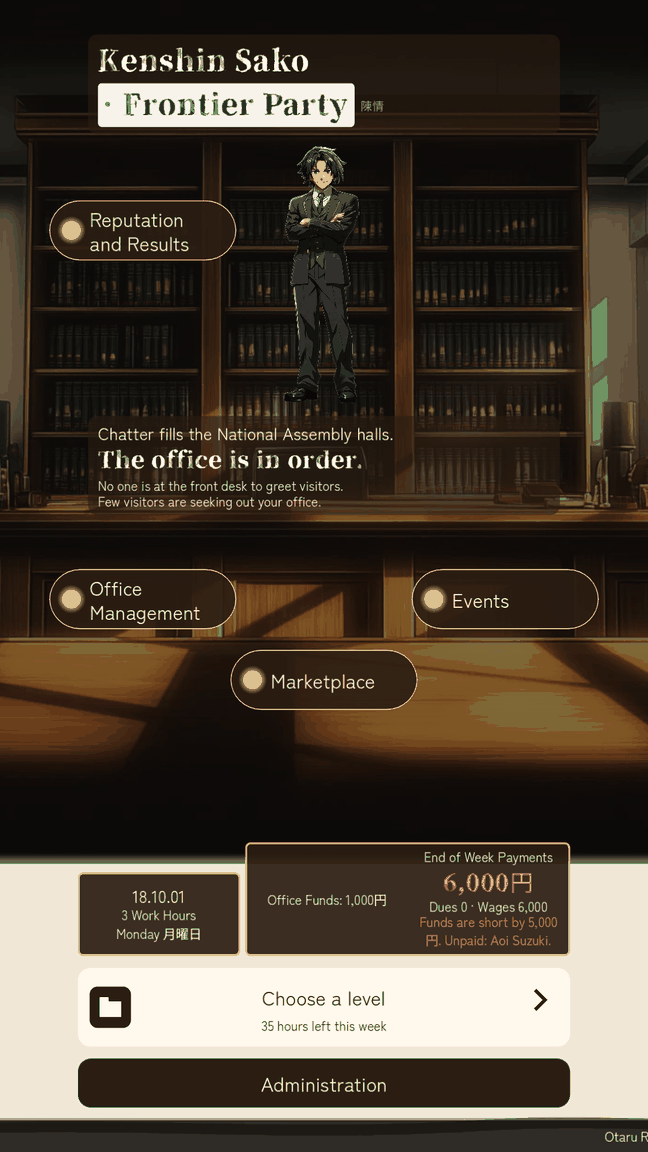 Kenshin Sako
· Frontier Party 陳情
Reputation
and Results
Chatter fills the National Assembly halls.
The office is in order.
No one is at the front desk to greet visitors.
Few visitors are seeking out your office.
Office
Management
Events
Marketplace
18.10.01
3 Work Hours
Monday 月曜日
Office Funds: 1,000円
End of Week Payments
6,000円
Dues 0 · Wages 6,000
Funds are short by 5,000
円. Unpaid: Aoi Suzuki.
Choose a level
35 hours left this week
Administration
Otaru R